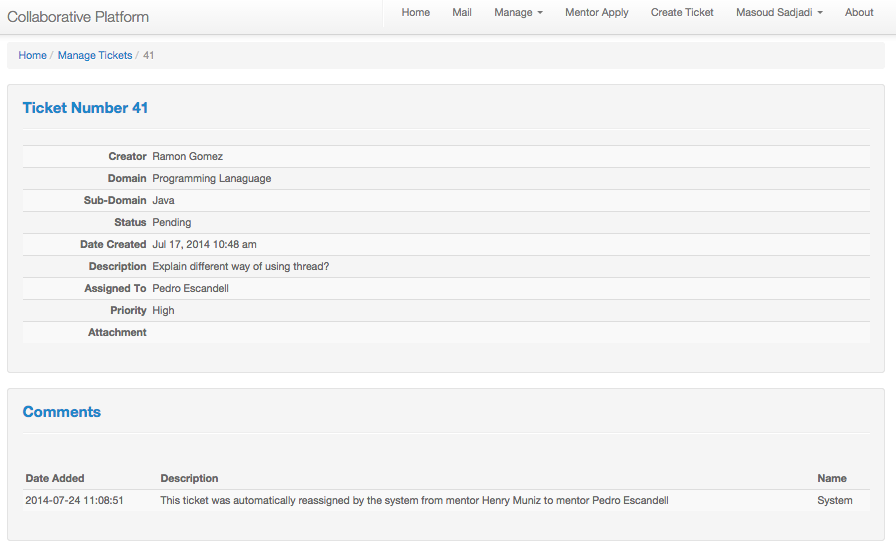 Collaborative Platform Home Mail Manage Mentor Apply Create Ticket Masoud Sadjadi About
Home / Manage Tickets / 41
Ticket Number 41
Creator Ramon Gomez
Domain Programming Lanaguage
Sub-Domain Java
Status Pending
Date Created Jul 17, 2014 10:48 am
Description Explain different way of using thread?
Assigned To Pedro Escandell
Priority High
Attachment
Comments
Date Added Description Name
2014-07-24 11:08:51 This ticket was automatically reassigned by the system from mentor Henry Muniz to mentor Pedro Escandell System